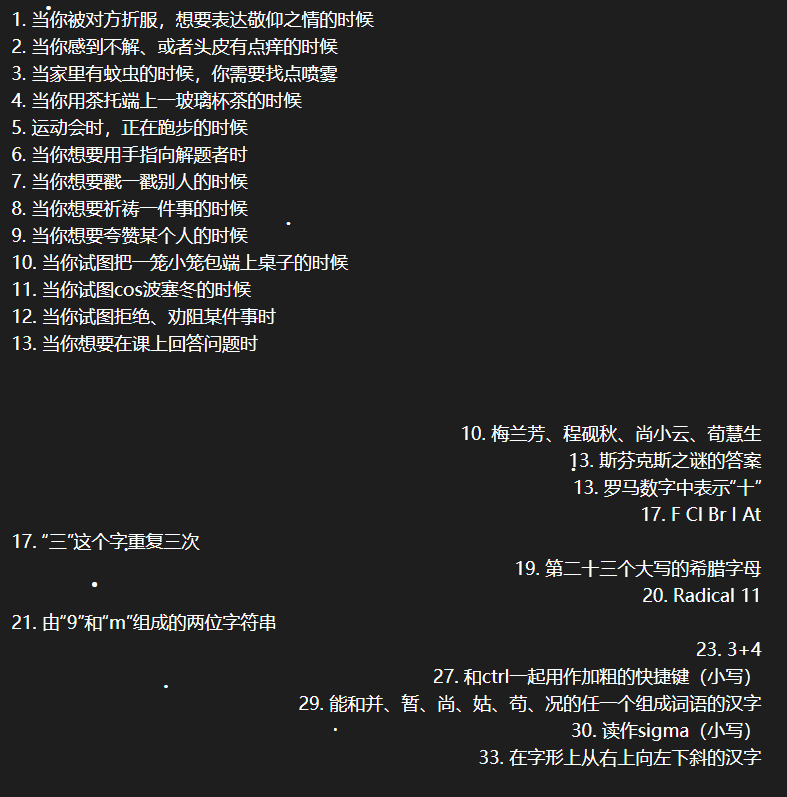 1. 当你被对方折服，想要表达敬仰之情的时候
2. 当你感到不解、或者头皮有点痒的时候
3. 当家里有蚊虫的时候，你需要找点喷雾
4. 当你用茶托端上一玻璃杯茶的时候
5. 运动会时，正在跑步的时候
6. 当你想要用手指向解题者时
7. 当你想要戳一戳别人的时候
8. 当你想要祈祷一件事的时候
9. 当你想要夸赞某个人的时候
10. 当你试图把一笼小笼包端上桌子的时候
11. 当你试图cos波塞冬的时候
12. 当你试图拒绝、劝阻某件事时
13. 当你想要在课上回答问题时
10. 梅兰芳、程砚秋、尚小云、荀慧生
13. 斯芬克斯之谜的答案
13. 罗马数字中表示“十”
17. F Cl Br I At
17. “三”这个字重复三次
19. 第二十三个大写的希腊字母
20. Radical 11
21. 由“9”和“m”组成的两位字符串
23. 3+4
27. 和ctrl一起用作加粗的快捷键（小写）
29. 能和并、暂、尚、姑、苟、况的任一个组成词语的汉字
30. 读作sigma（小写）
33. 在字形上从右上向左下斜的汉字